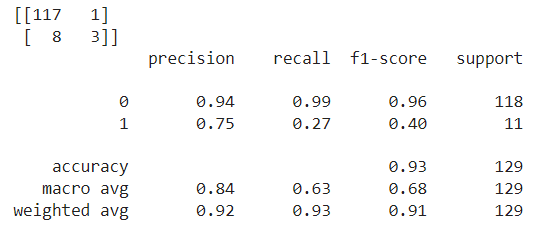 [[117 1]
[ 8 3]]
precision recall f1-score support
0 0.94 0.99 0.96 118
1 0.75 0.27 0.40 11
accuracy 0.93 129
macro avg 0.84 0.63 0.68 129
weighted avg 0.92 0.93 0.91 129